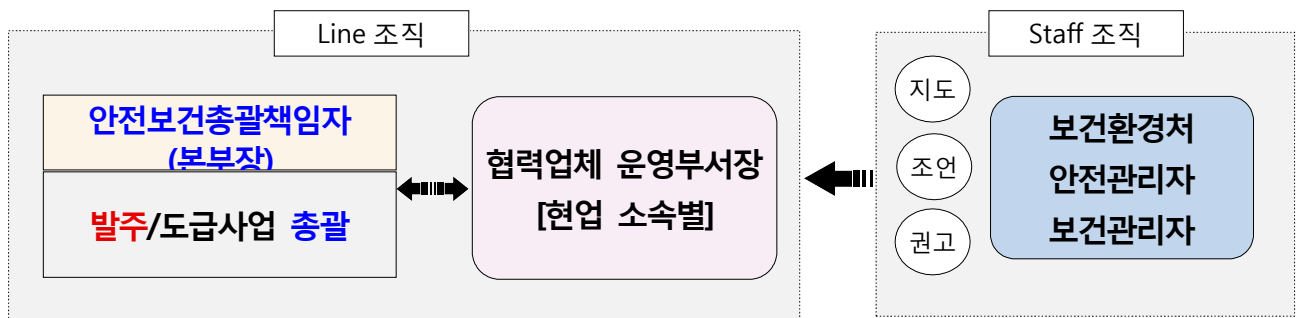 Line 조직
안전보건총괄책임자
(본부장)
발주/도급사업 총괄
협력업체 운영부서장
[현업 소속별]
Staff 조직
지도
조언
권고
보건환경처
안전관리자
보건관리자